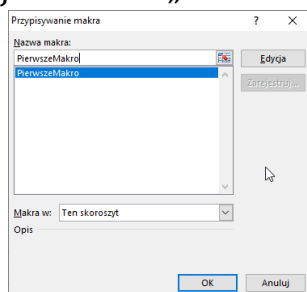 Przypisywanie makra ? ×
Nazwa makra:
PierwszeMakro Edycja
PierwszeMakro Zarejestruj...
Makra w: Ten skoroszyt
Opis
OK Anuluj